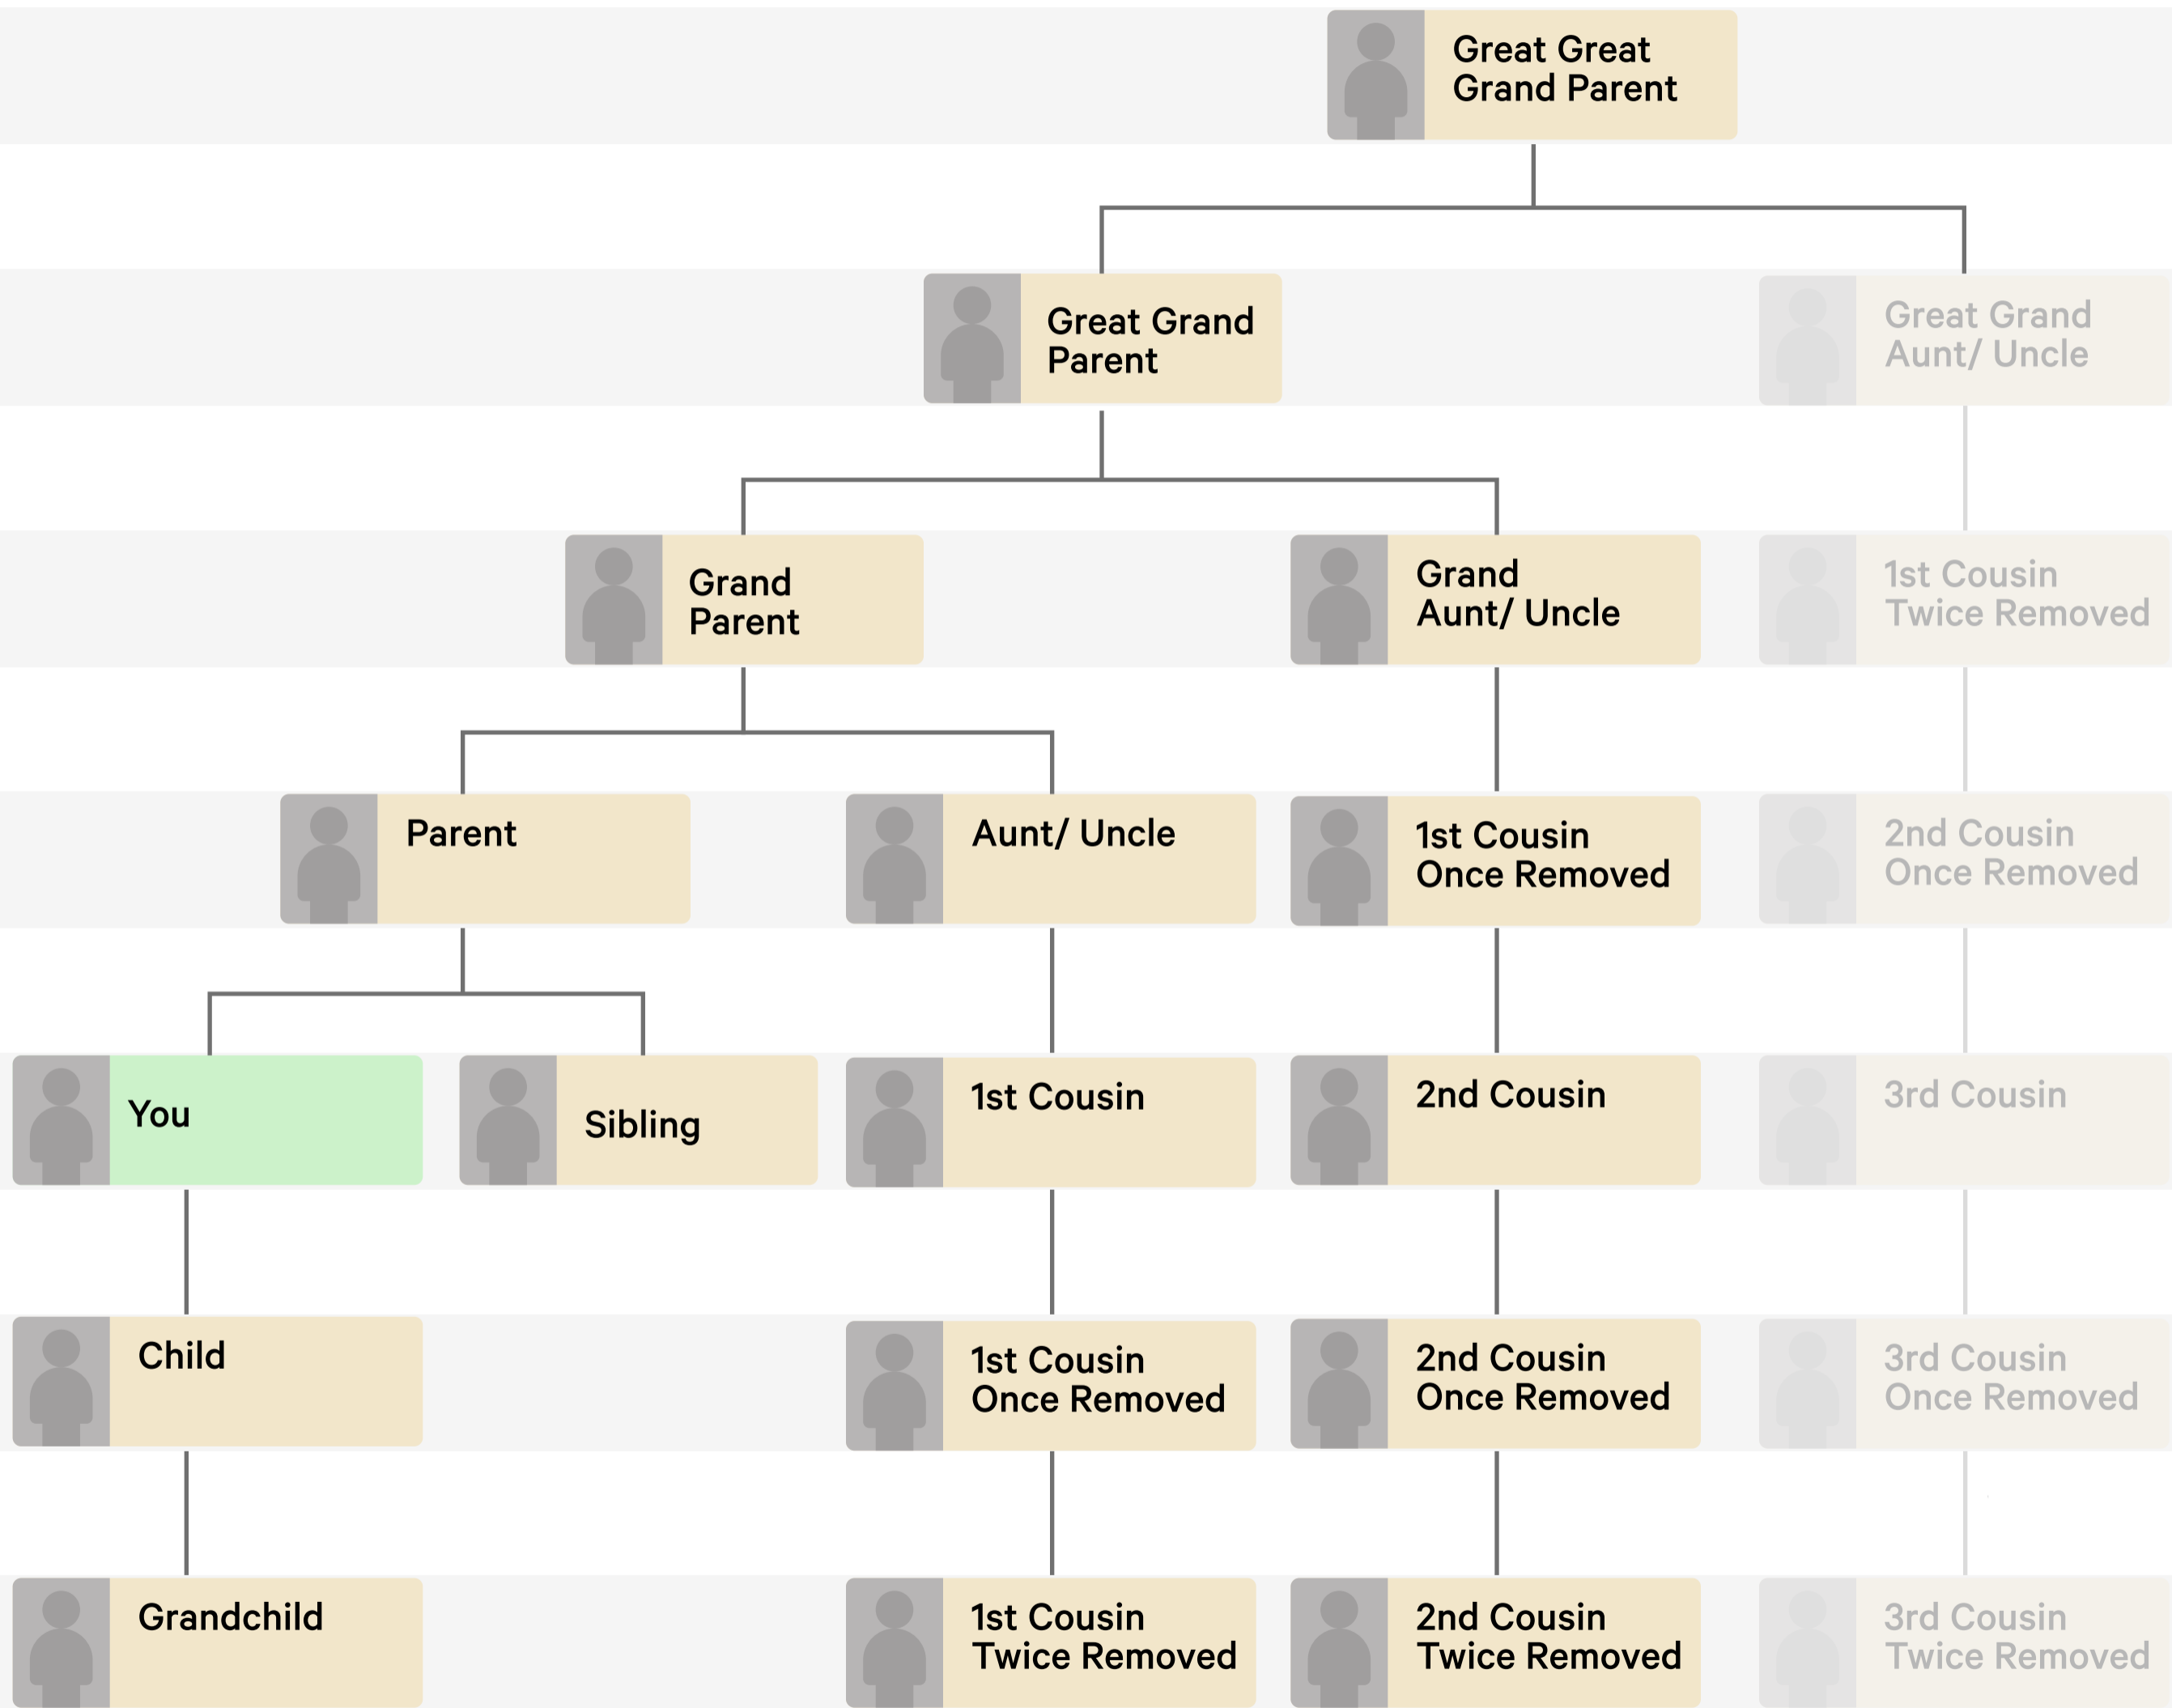 Great Great
Grand Parent
Great Grand
Parent
Great Grand
Aunt/ Uncle
Grand
Parent
Grand
Aunt/ Uncle
1st Cousin
Twice Removed
Parent
Aunt/ Uncle
1st Cousin
Once Removed
2nd Cousin
Once Removed
You
Sibling
1st Cousin
2nd Cousin
3rd Cousin
Child
1st Cousin
Once Removed
2nd Cousin
Once Removed
3rd Cousin
Once Removed
Grandchild
1st Cousin
Twice Removed
2nd Cousin
Twice Removed
3rd Cousin
Twice Removed